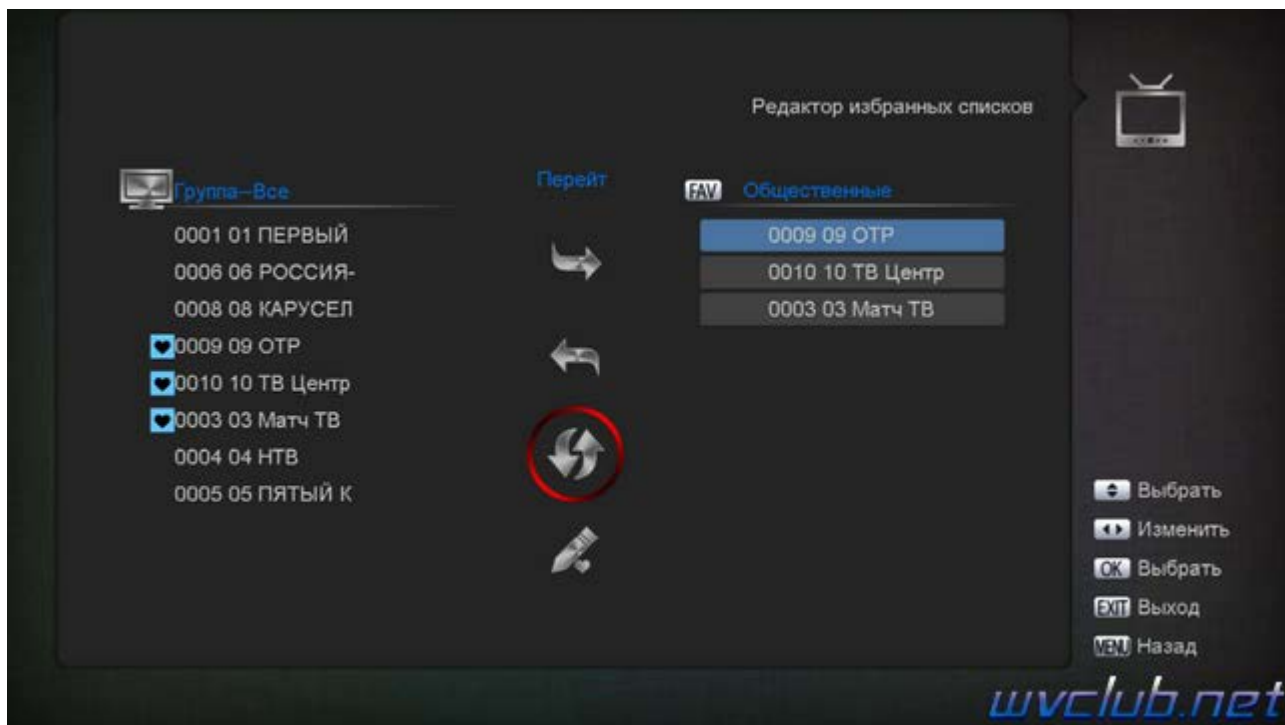 Редактор избранных списков
Группа--Все
0001 01 ПЕРВЫЙ
0006 06 РОССИЯ-
0008 08 КАРУСЕЛ
0009 09 ОТР
0010 10 ТВ Центр
0003 03 Матч ТВ
0004 04 НТВ
0005 05 ПЯТЫЙ К
Перейт
FAV Общественные
0009 09 ОТР
0010 10 ТВ Центр
0003 03 Матч ТВ
Выбрать
Изменить
OK Выбрать
EXIT Выход
MENU Назад
wvclub.net